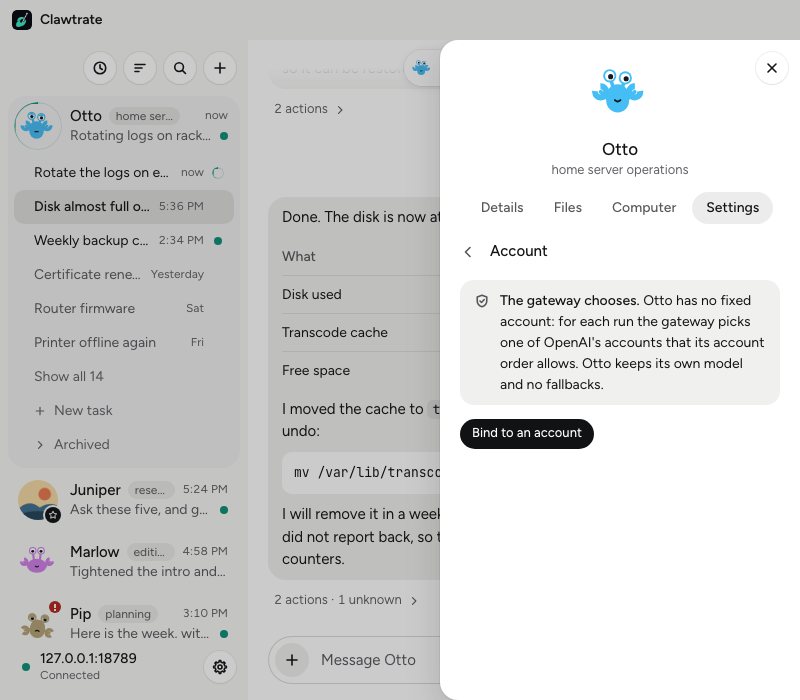 Clawtrate
Otto home ser... now
Rotating logs on rack...
Rotate the logs on e... now
Disk almost full o... 5:36 PM
Weekly backup c... 2:34 PM
Certificate rene... Yesterday
Router firmware Sat
Printer offline again Fri
Show all 14
New task
Archived
Juniper rese... 5:24 PM
Ask these five, and g...
Marlow editi... 4:58 PM
Tightened the intro and...
Pip planning 3:10 PM
Here is the week. wit...
127.0.0.1:18789
Connected
2 actions
Done. The disk is now at
What
Disk used
Transcode cache
Free space
I moved the cache to t
undo:
mv /var/lib/transco
I will remove it in a week
did not report back, so t
counters.
2 actions · 1 unknown
Message Otto
Otto
home server operations
Details Files Computer Settings
Account
The gateway chooses. Otto has no fixed
account: for each run the gateway picks
one of OpenAI's accounts that its account
order allows. Otto keeps its own model
and no fallbacks.
Bind to an account